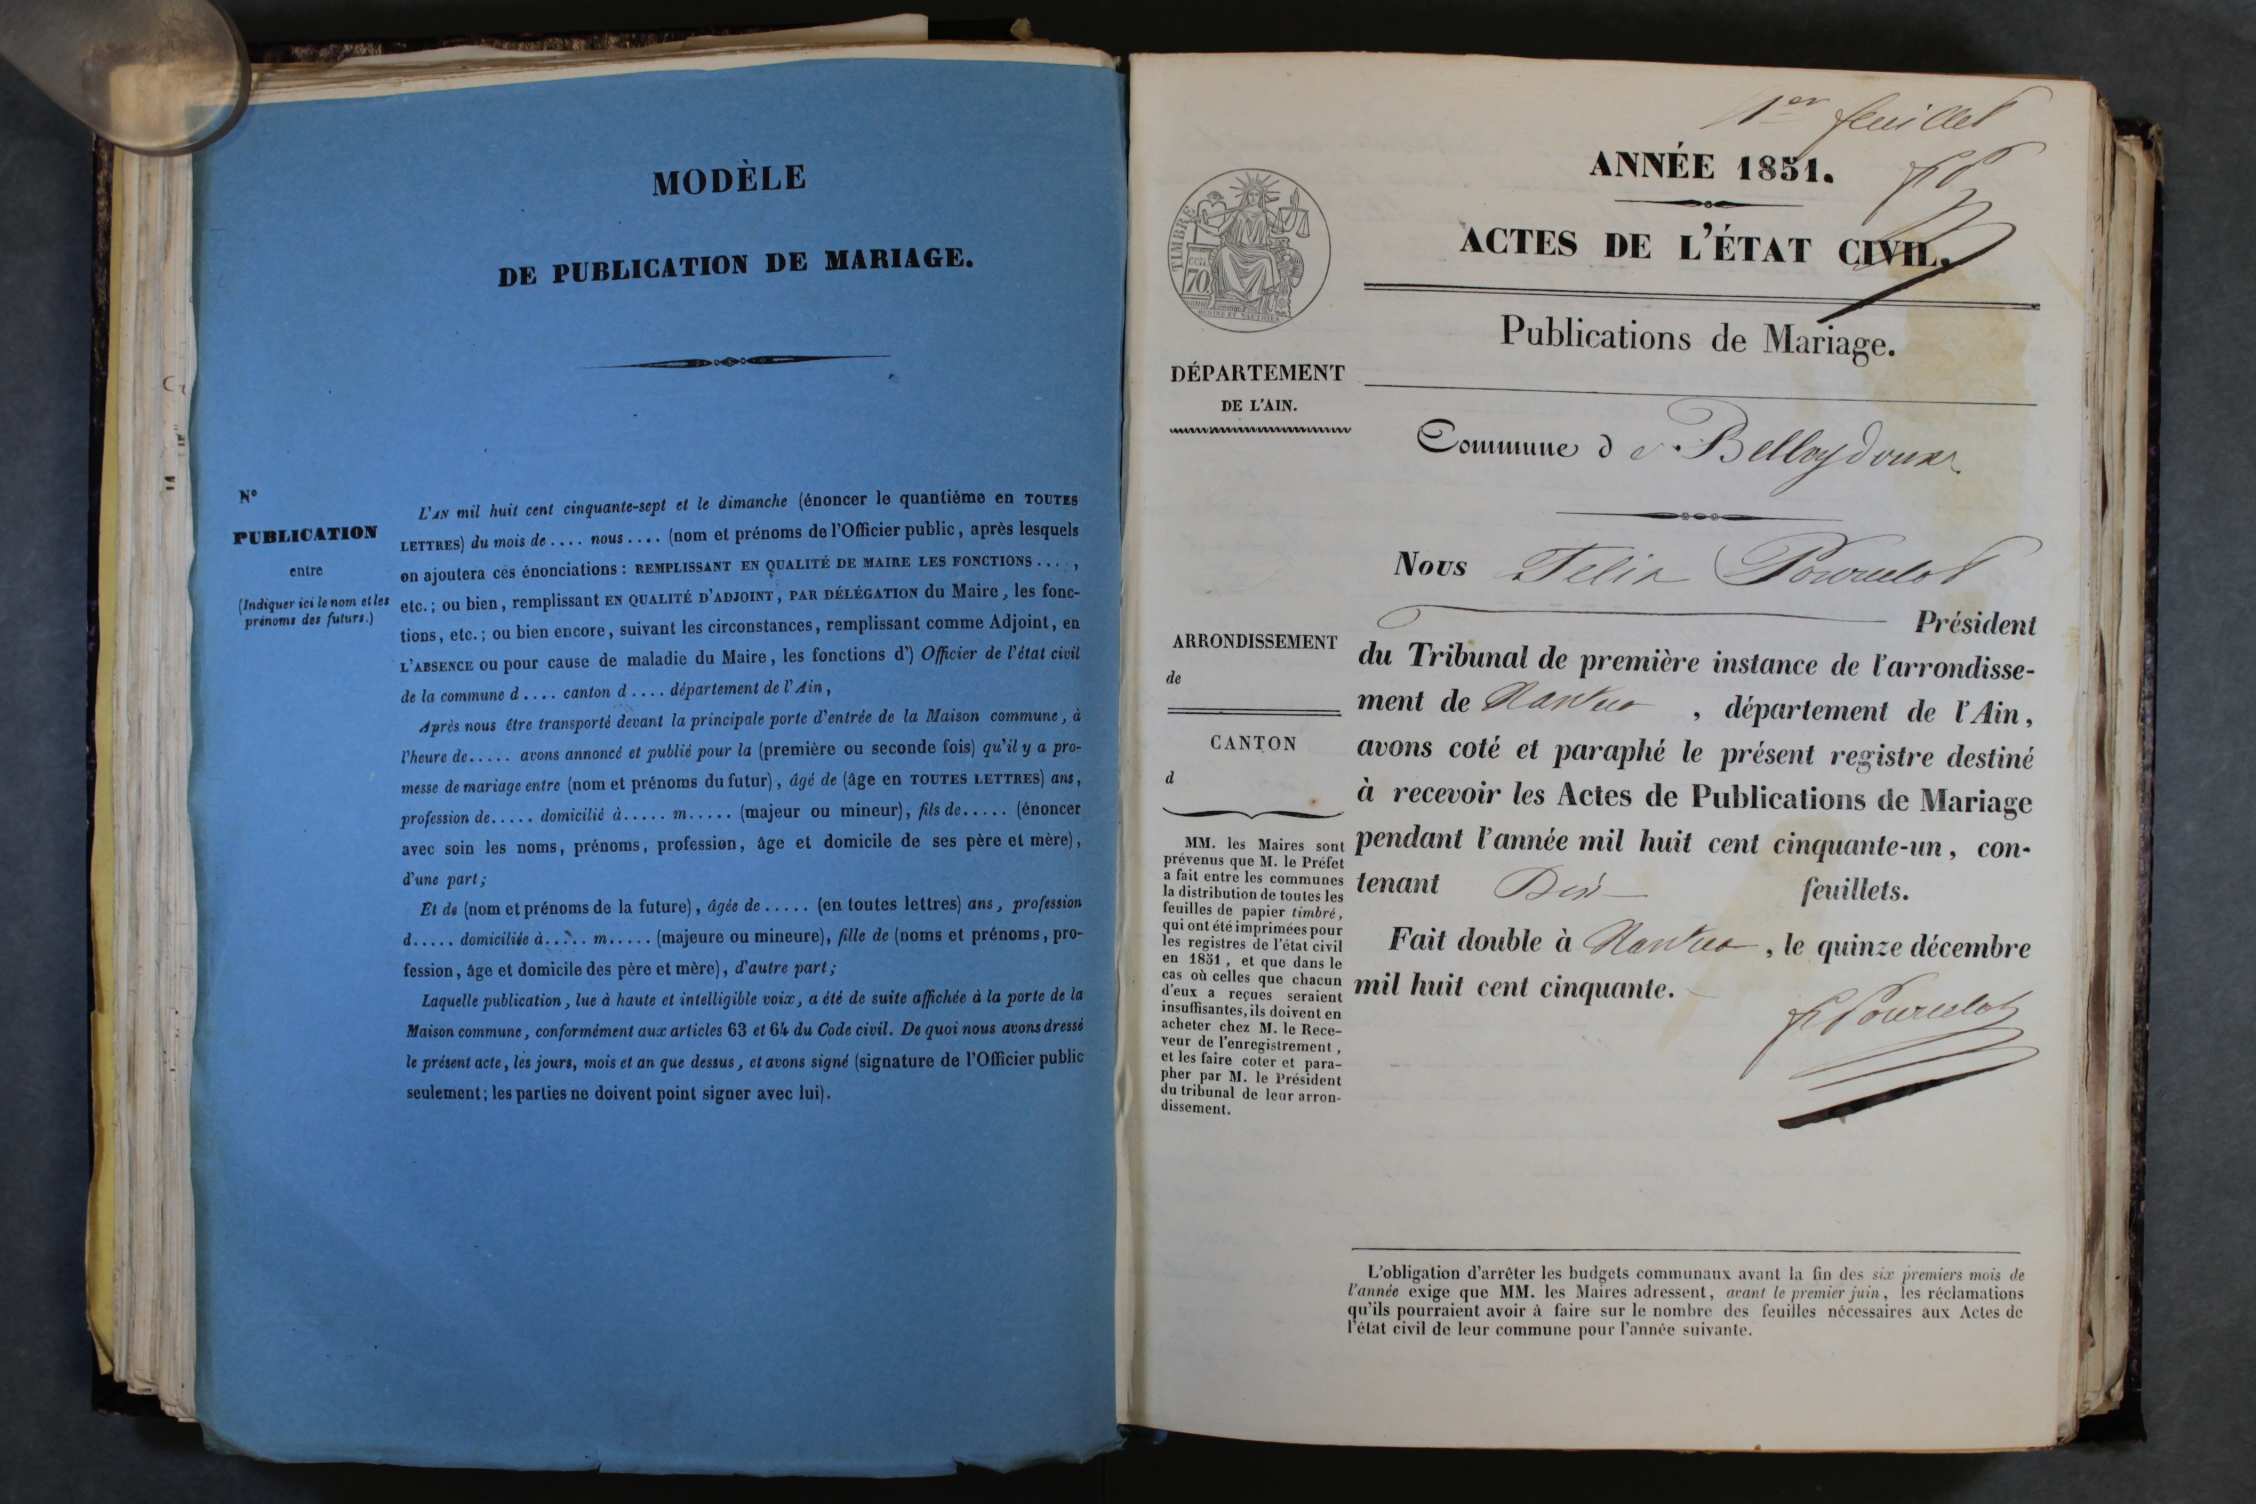 MODÈLE
DE PUBLICATION DE MARIAGE.
N°
PUBLICATION
entre
(Indiquer ici le nom et les
prénoms des futurs.)
L'AN mil huit cent cinquante-sept et le dimanche (énoncer le quantième en TOUTES
LETTRES) du mois de .... nous .... (nom et prénoms de l'Officier public, après lesquels
on ajoutera ces énonciations : REMPLISSANT EN QUALITÉ DE MAIRE LES FONCTIONS ....,
etc.; ou bien, remplissant EN QUALITÉ D'ADJOINT, PAR DÉLÉGATION du Maire, les fonc-
tions, etc.; ou bien encore, suivant les circonstances, remplissant comme Adjoint, en
L'ABSENCE ou pour cause de maladie du Maire, les fonctions d') Officier de l'état civil
de la commune d .... canton d .... département de l'Ain,
Après nous être transporté devant la principale porte d'entrée de la Maison commune, à
l'heure de..... avons annoncé et publié pour la (première ou seconde fois) qu'il y a pro-
messe de mariage entre (nom et prénoms du futur), âgé de (âge en TOUTES LETTRES) ans,
profession de..... domicilié à..... m..... (majeur ou mineur), fils de..... (énoncer
avec soin les noms, prénoms, profession, âge et domicile de ses père et mère),
d'une part;
Et de (nom et prénoms de la future), âgée de ..... (en toutes lettres) ans, profession
d..... domiciliée à..... m..... (majeure ou mineure), fille de (noms et prénoms, pro-
fession, âge et domicile des père et mère), d'autre part;
Laquelle publication, lue à haute et intelligible voix, a été de suite affichée à la porte de la
Maison commune, conformément aux articles 63 et 64 du Code civil. De quoi nous avons dressé
le présent acte, les jours, mois et an que dessus, et avons signé (signature de l'Officier public
seulement; les parties ne doivent point signer avec lui).
1er feuillet
ANNÉE 1851.
ACTES DE L'ÉTAT CIVIL.
Publications de Mariage.
TIMBRE
70
DÉPARTEMENT
DE L'AIN.
Commune de Belleydoux
Nous Felix Pourcelot
Président
du Tribunal de première instance de l'arrondisse-
ment de Nantua, département de l'Ain,
avons coté et paraphé le présent registre destiné
à recevoir les Actes de Publications de Mariage
pendant l'année mil huit cent cinquante-un, con-
tenant Dix feuillets.
Fait double à Nantua, le quinze décembre
mil huit cent cinquante.
F Pourcelot
ARRONDISSEMENT
de
CANTON
d
MM. les Maires sont
prévenus que M. le Préfet
a fait entre les communes
la distribution de toutes les
feuilles de papier timbré,
qui ont été imprimées pour
les registres de l'état civil
en 1851, et que dans le
cas où celles que chacun
d'eux a reçues seraient
insuffisantes, ils doivent en
acheter chez M. le Rece-
veur de l'enregistrement,
et les faire coter et para-
pher par M. le Président
du tribunal de leur arron-
dissement.
L'obligation d'arrêter les budgets communaux avant la fin des six premiers mois de
l'année exige que MM. les Maires adressent, avant le premier juin, les réclamations
qu'ils pourraient avoir à faire sur le nombre des feuilles nécessaires aux Actes de
l'état civil de leur commune pour l'année suivante.